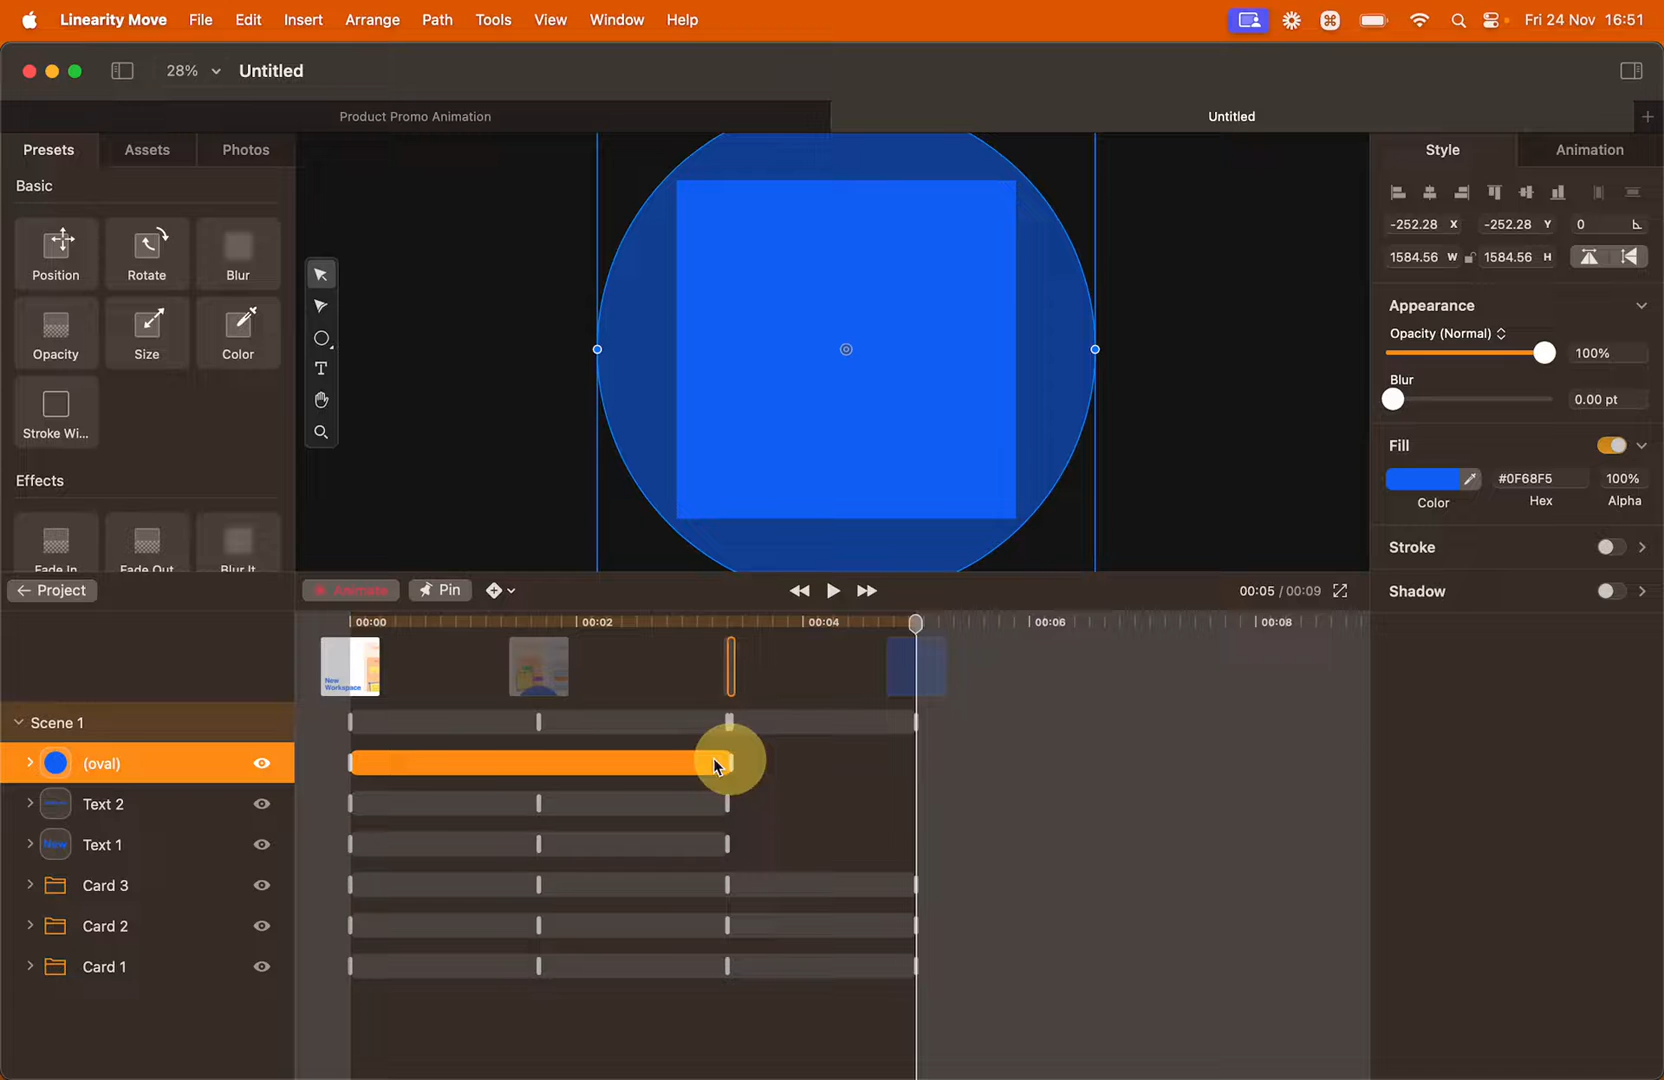 Linearity Move File Edit Insert Arrange Path Tools View Window Help Fri 24 Nov 16:51
28% Untitled
Product Promo Animation Untitled
Presets Assets Photos
Style Animation
Basic
Position Rotate Blur
Opacity Size Color
Stroke Wi...
Effects
Fade In Fade Out Blur It
-252.28 X -252.28 Y 0
1584.56 W 1584.56 H
Appearance
Opacity (Normal)
100%
Blur
0.00 pt
Fill
#0F68F5 100%
Color Hex Alpha
Stroke
Shadow
Project Animate Pin 00:05 / 00:09
00:00 00:02 00:04 00:06 00:08
New
Workspace
Scene 1
(oval)
Text 2
New Text 1
Card 3
Card 2
Card 1